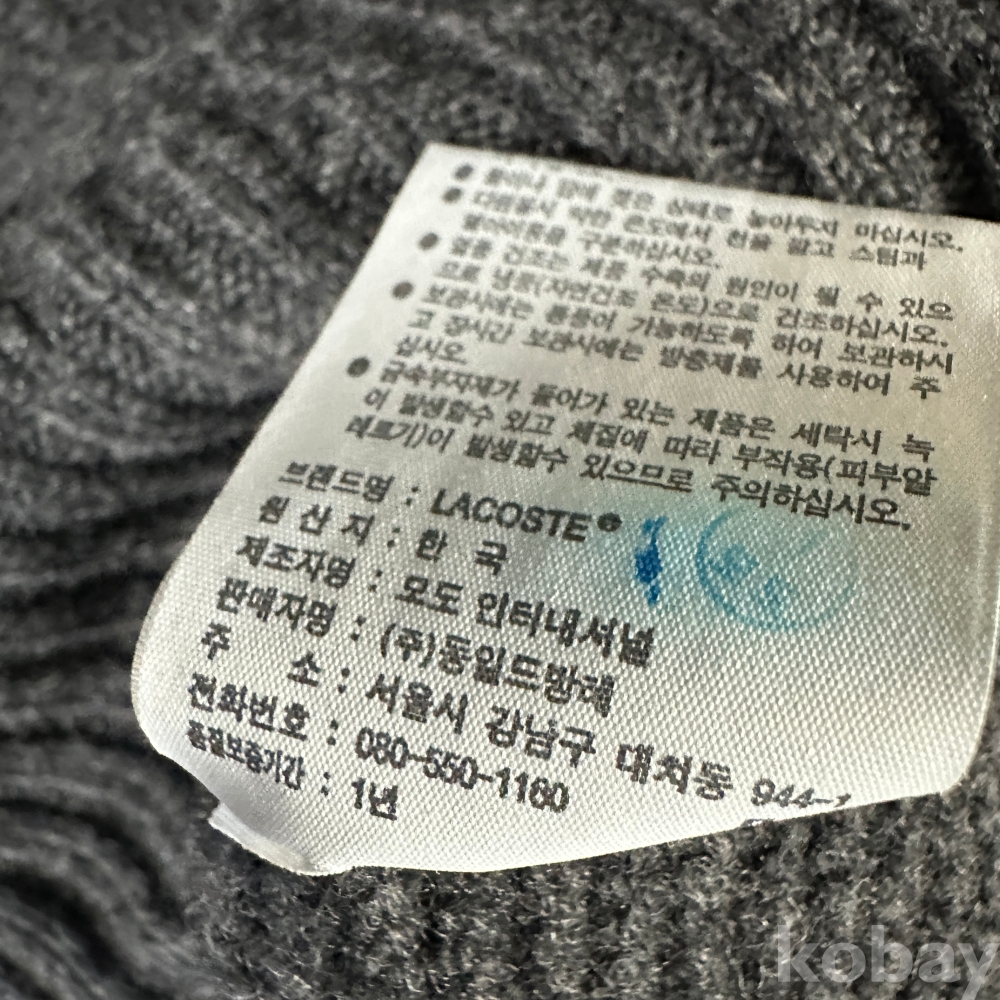 ● 물이나 땀에 젖은 상태로 놓아두지 마십시오.
● 다림질시 약한 온도에서 천을 깔고 스팀과
열다리미를 구분하십시오.
● 열풍 건조는 제품 수축의 원인이 될 수 있으
므로 냉풍(자연건조 온도)으로 건조하십시오.
● 보관시에는 통풍이 가능하도록 하여 보관하시
고 장시간 보관시에는 방충제를 사용하여 주
십시오.
● 금속부자재가 들어가 있는 제품은 세탁시 녹
이 발생할수 있고 체질에 따라 부작용(피부알
레르기)이 발생할수 있으므로 주의하십시오.
브랜드명 : LACOSTE®
원 산 지 : 한 국
제조자명 : 모도 인터내셔널
판매자명 : (주)동일드방레
주 소 : 서울시 강남구 대치동 944-1
전화번호 : 080-550-1160
품질보증기간 : 1년
kobay